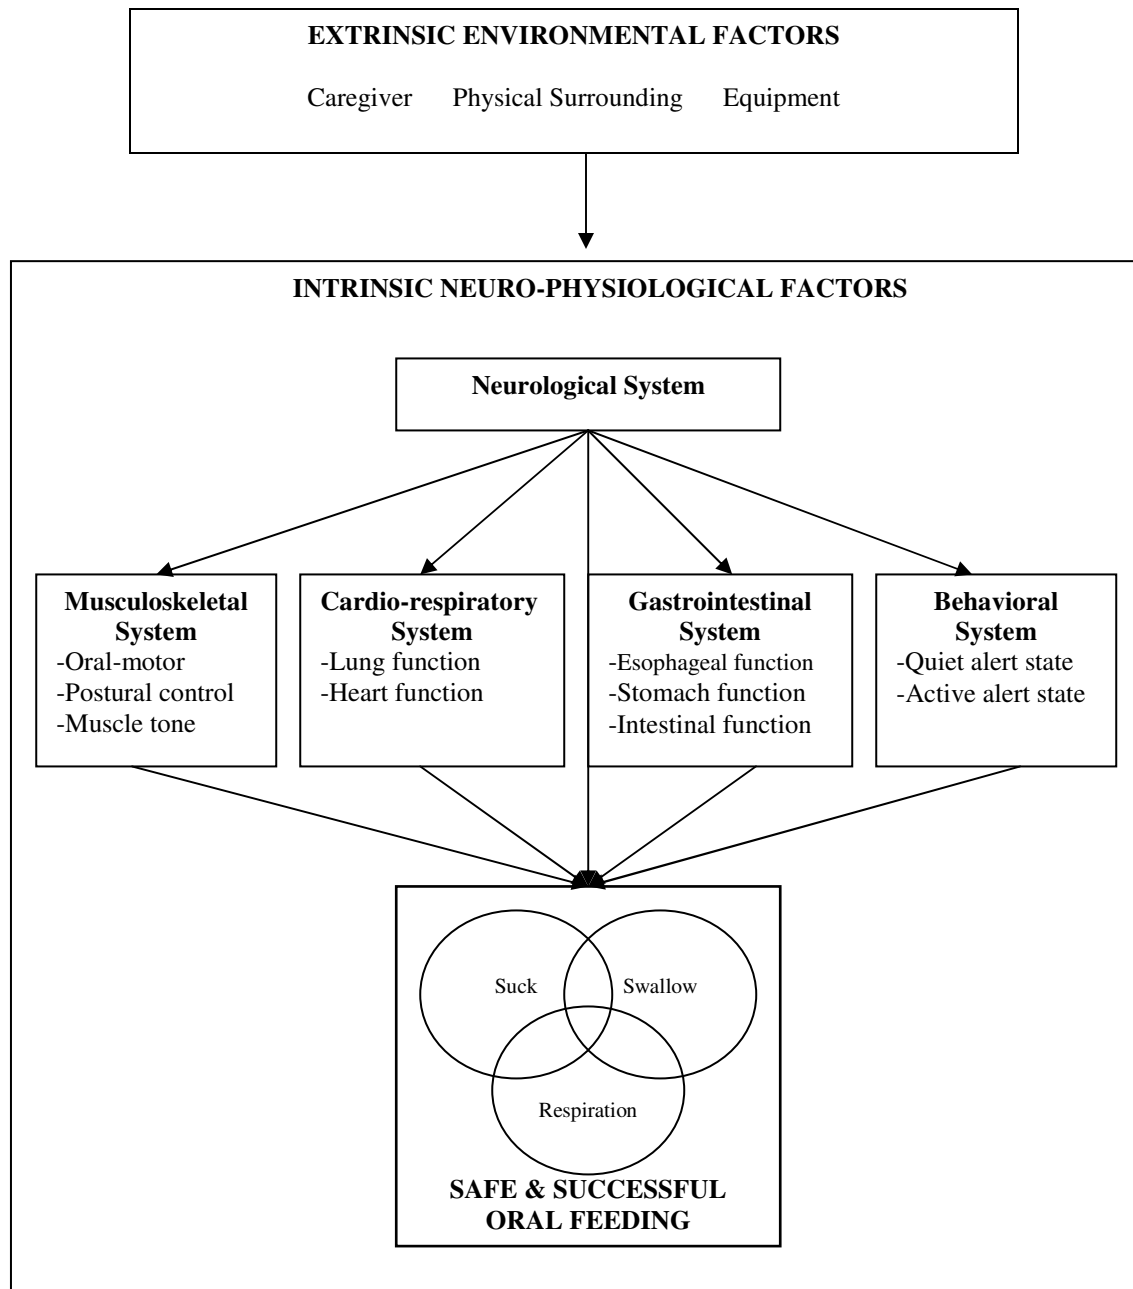 EXTRINSIC ENVIRONMENTAL FACTORS
Caregiver Physical Surrounding Equipment
INTRINSIC NEURO-PHYSIOLOGICAL FACTORS
Neurological System
Musculoskeletal
System
-Oral-motor
-Postural control
-Muscle tone
Cardio-respiratory
System
-Lung function
-Heart function
Gastrointestinal
System
-Esophageal function
-Stomach function
-Intestinal function
Behavioral
System
-Quiet alert state
-Active alert state
Suck
Swallow
Respiration
SAFE & SUCCESSFUL
ORAL FEEDING